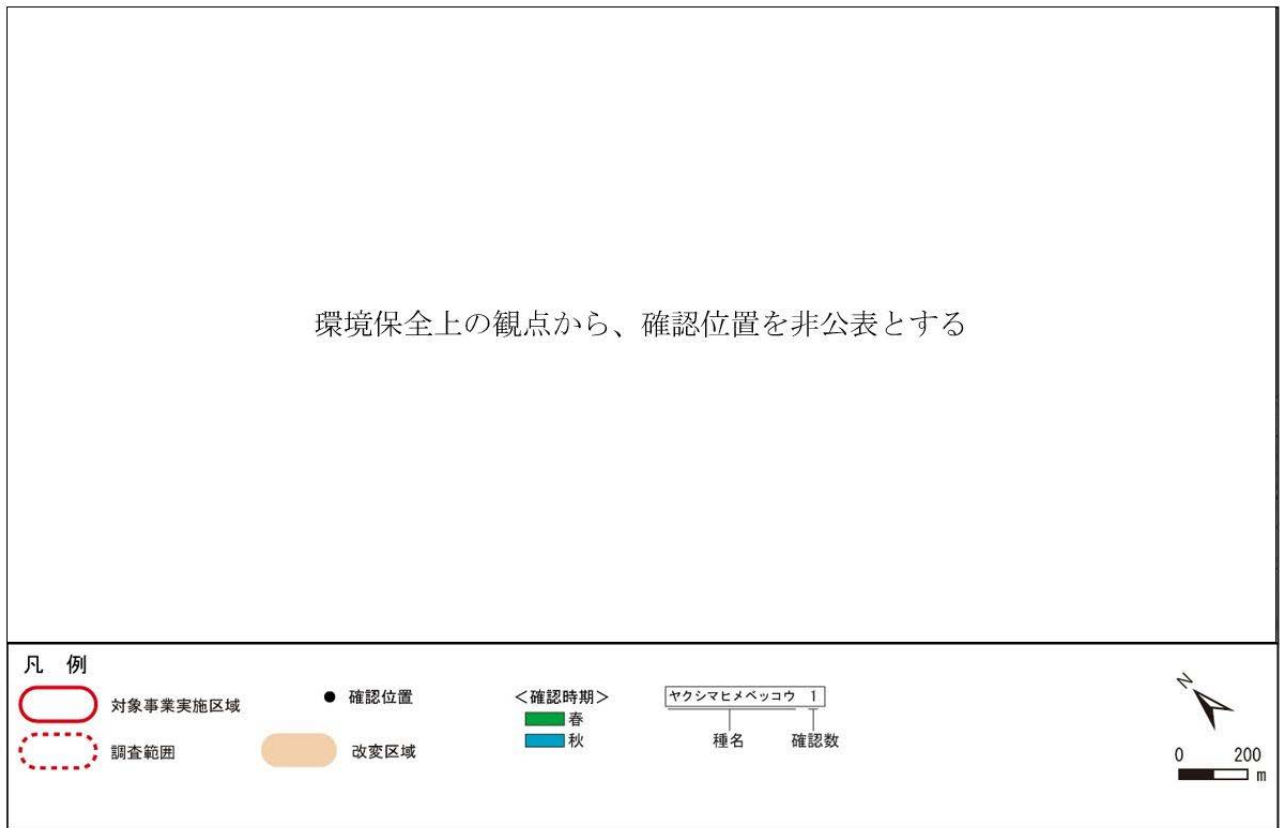 環境保全上の観点から、確認位置を非公表とする
凡 例
対象事業実施区域
確認位置
<確認時期>
春
秋
ヤクシマヒメベッコウ 1
種名
確認数
調査範囲
改変区域
N
0 200
m